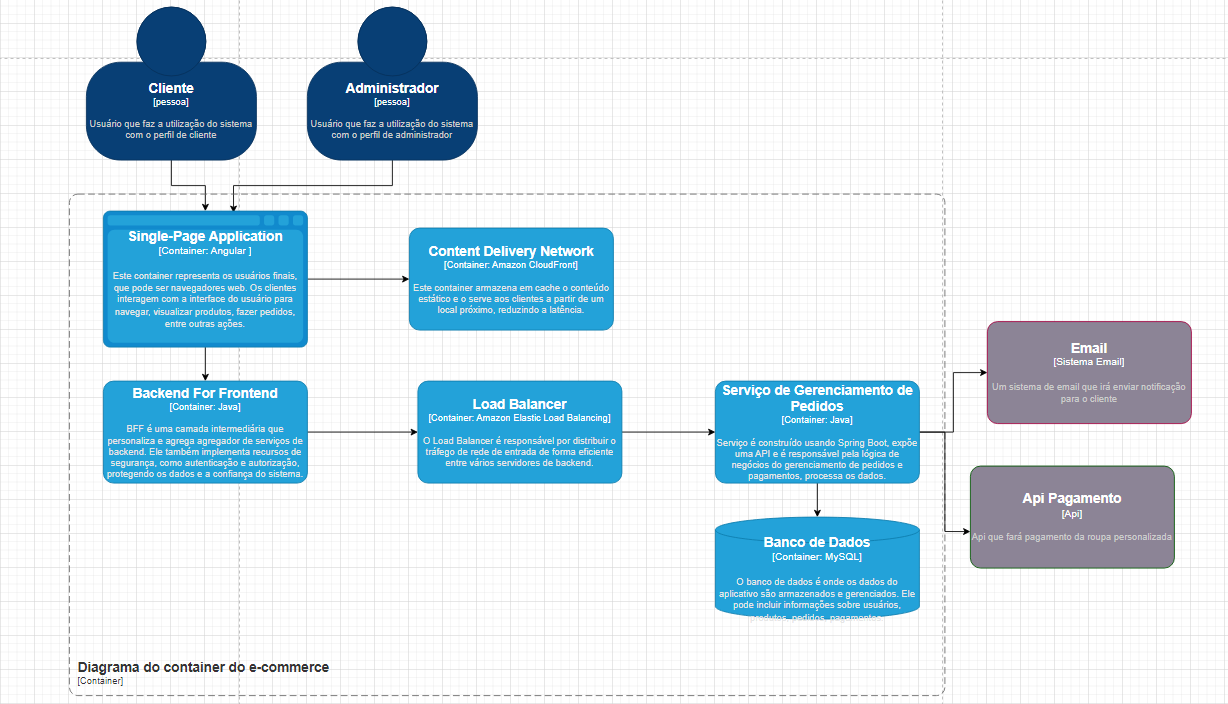 Cliente
[pessoa]
Usuário que faz a utilização do sistema
com o perfil de cliente
Administrador
[pessoa]
Usuário que faz a utilização do sistema
com o perfil de administrador
Single-Page Application
[Container: Angular ]
Este container representa os usuários finais,
que pode ser navegadores web. Os clientes
interagem com a interface do usuário para
navegar, visualizar produtos, fazer pedidos,
entre outras ações.
Content Delivery Network
[Container: Amazon CloudFront]
Este container armazena em cache o conteúdo
estático e o serve aos clientes a partir de um
local próximo, reduzindo a latência.
Backend For Frontend
[Container: Java]
BFF é uma camada intermediária que
personaliza e agrega agregador de serviços de
backend. Ele também implementa recursos de
segurança, como autenticação e autorização,
protegendo os dados e a confiança do sistema.
Load Balancer
[Container: Amazon Elastic Load Balancing]
O Load Balancer é responsável por distribuir o
tráfego de rede de entrada de forma eficiente
entre vários servidores de backend.
Serviço de Gerenciamento de
Pedidos
[Container: Java]
Serviço é construído usando Spring Boot, expõe
uma API e é responsável pela lógica de
negócios do gerenciamento de pedidos e
pagamentos, processa os dados.
Email
[Sistema Email]
Um sistema de email que irá enviar notificação
para o cliente
Api Pagamento
[Api]
Api que fará pagamento da roupa personalizada
Banco de Dados
[Container: MySQL]
O banco de dados é onde os dados do
aplicativo são armazenados e gerenciados. Ele
pode incluir informações sobre usuários,
produtos, pedidos, pagamentos
Diagrama do container do e-commerce
[Container]